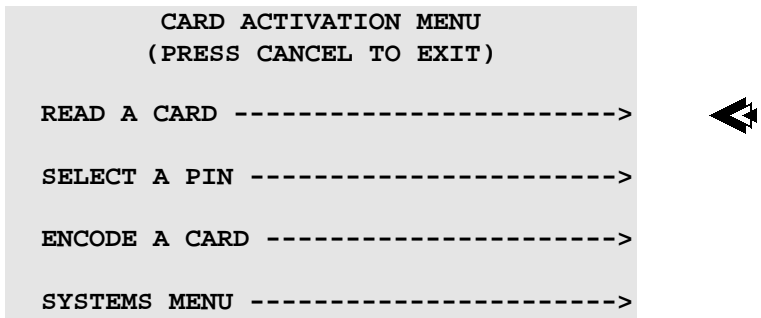 CARD ACTIVATION MENU
(PRESS CANCEL TO EXIT)
READ A CARD ------------------------>
SELECT A PIN ----------------------->
ENCODE A CARD ---------------------->
SYSTEMS MENU ----------------------->